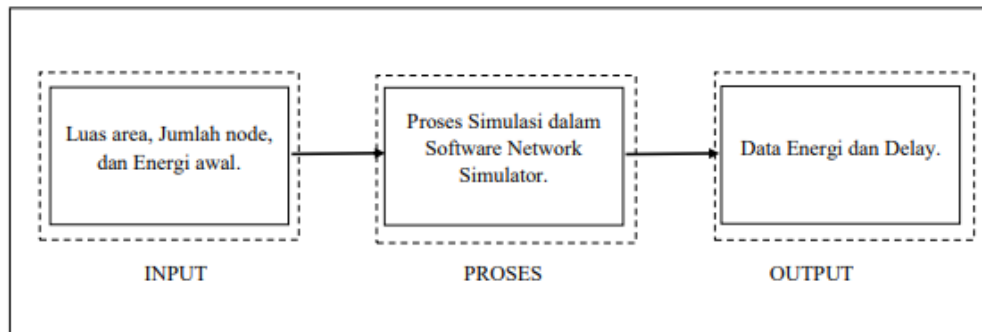 Luas area, Jumlah node,
dan Energi awal.
Proses Simulasi dalam
Software Network
Simulator.
Data Energi dan Delay.
INPUT
PROSES
OUTPUT